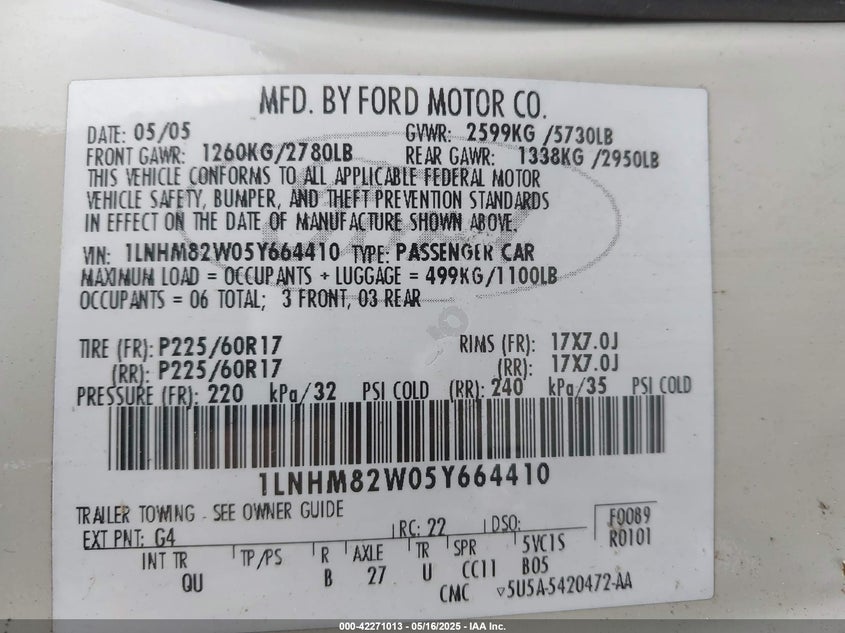 MFD. BY FORD MOTOR CO.
DATE: 05/05 GVWR: 2599KG /5730LB
FRONT GAWR: 1260KG/2780LB REAR GAWR: 1338KG /2950LB
THIS VEHICLE CONFORMS TO ALL APPLICABLE FEDERAL MOTOR
VEHICLE SAFETY, BUMPER, AND THEFT PREVENTION STANDARDS
IN EFFECT ON THE DATE OF MANUFACTURE SHOWN ABOVE.
VIN: 1LNHM82W05Y664410 TYPE: PASSENGER CAR
MAXIMUM LOAD = OCCUPANTS + LUGGAGE = 499KG/1100LB
OCCUPANTS = 06 TOTAL; 3 FRONT, 03 REAR
TIRE (FR): P225/60R17 RIMS (FR): 17X7.0J
(RR): P225/60R17 (RR): 17X7.0J
PRESSURE (FR): 220 kPa/32 PSI COLD (RR): 240 kPa/35 PSI COLD
1LNHM82W05Y664410
TRAILER TOWING - SEE OWNER GUIDE F0089
EXT PNT: G4 RC: 22 DSO: R0101
INT TR TP/PS R AXLE TR SPR 5VC1S
QU B 27 U CC11 B05
CMC ▽5U5A-5420472-AA
000-42271013 - 05/16/2025 - IAA Inc.